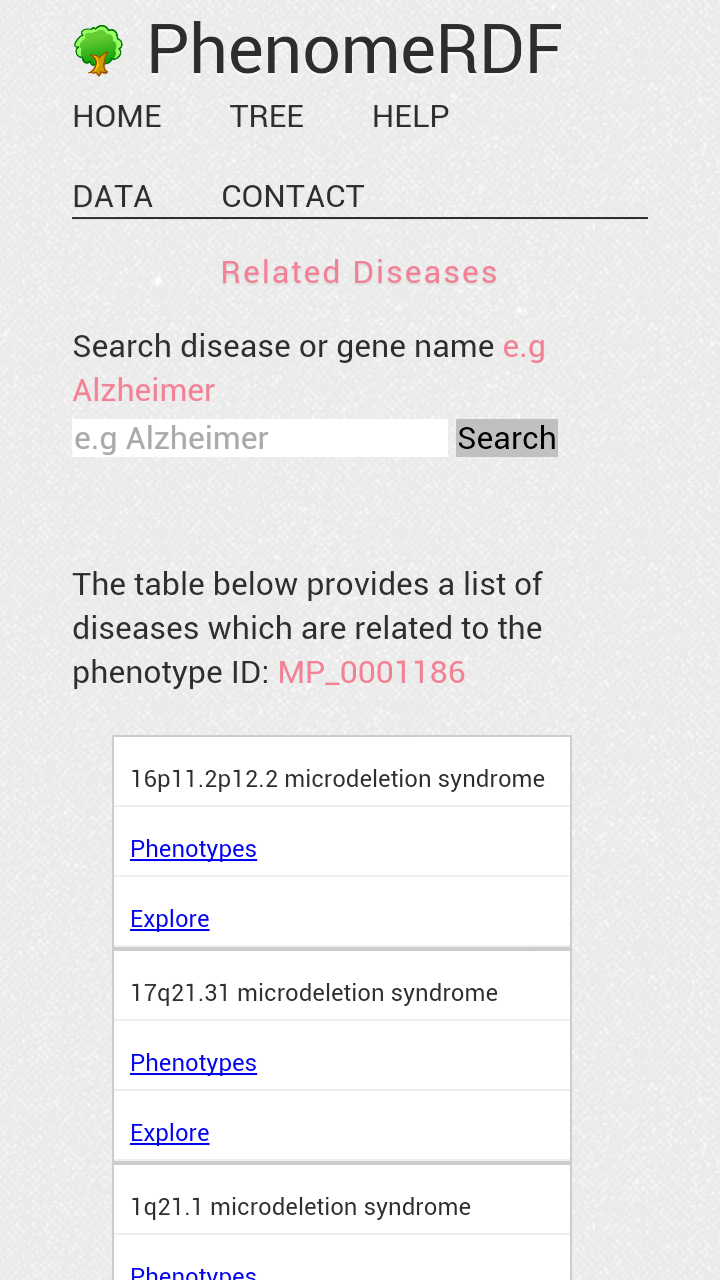 PhenomeRDF
HOME TREE HELP
DATA CONTACT
Related Diseases
Search disease or gene name e.g
Alzheimer
e.g Alzheimer Search
The table below provides a list of
diseases which are related to the
phenotype ID: MP_0001186
16p11.2p12.2 microdeletion syndrome
Phenotypes
Explore
17q21.31 microdeletion syndrome
Phenotypes
Explore
1q21.1 microdeletion syndrome
Phenotypes